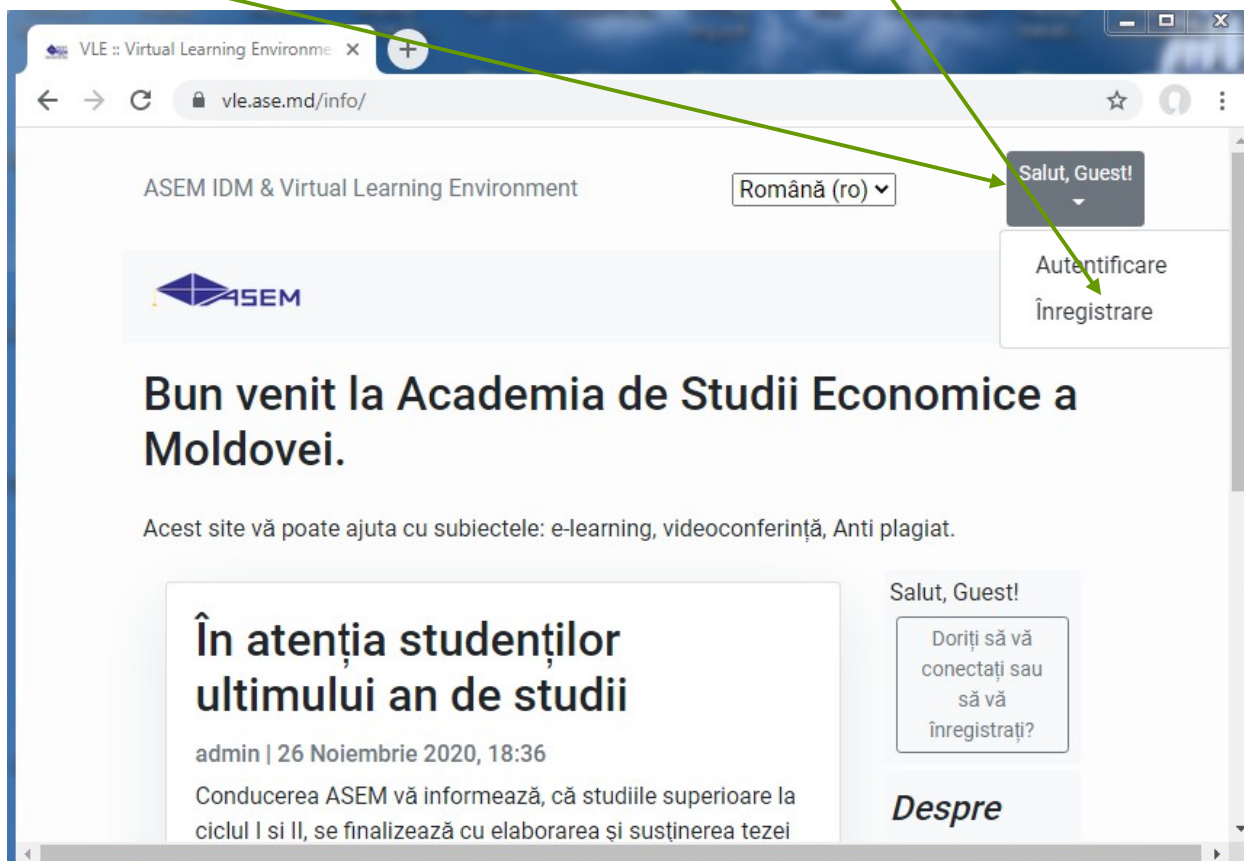 VLE :: Virtual Learning Environme
vle.ase.md/info/
ASEM IDM & Virtual Learning Environment
Română (ro)
Salut, Guest!
Autentificare
Înregistrare
ASEM
Bun venit la Academia de Studii Economice a
Moldovei.
Acest site vă poate ajuta cu subiectele: e-learning, videoconferință, Anti plagiat.
În atenția studenților
ultimului an de studii
admin | 26 Noiembrie 2020, 18:36
Conducerea ASEM vă informează, că studiile superioare la
ciclul I si II, se finalizează cu elaborarea şi susţinerea tezei
Salut, Guest!
Doriți să vă
conectați sau
să vă
înregistrați?
Despre